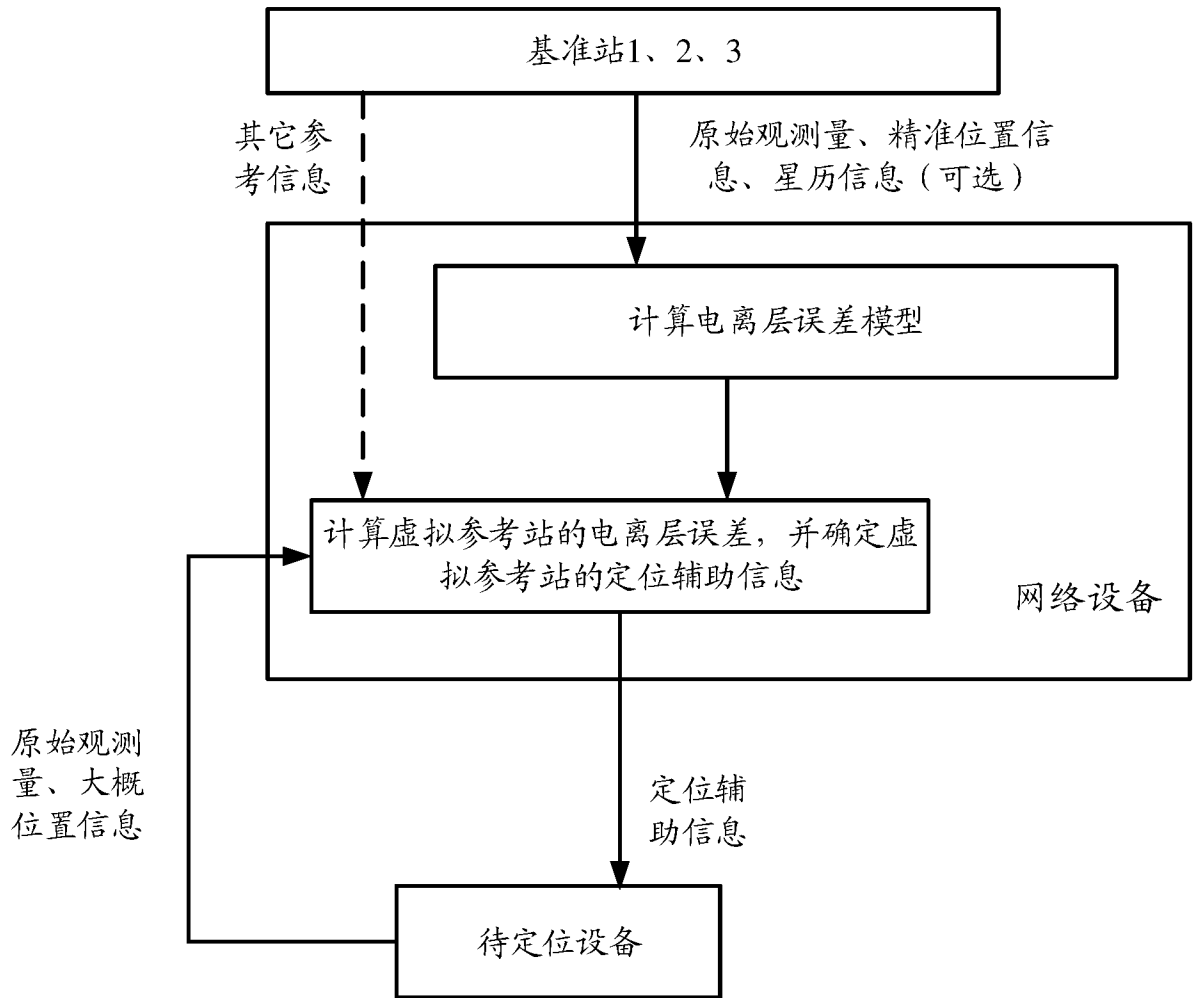 基准站1、2、3
其它参
考信息
原始观测量、精准位置信
息、星历信息（可选）
计算电离层误差模型
计算虚拟参考站的电离层误差，并确定虚
拟参考站的定位辅助信息
网络设备
原始观测
量、大概
位置信息
定位辅
助信息
待定位设备